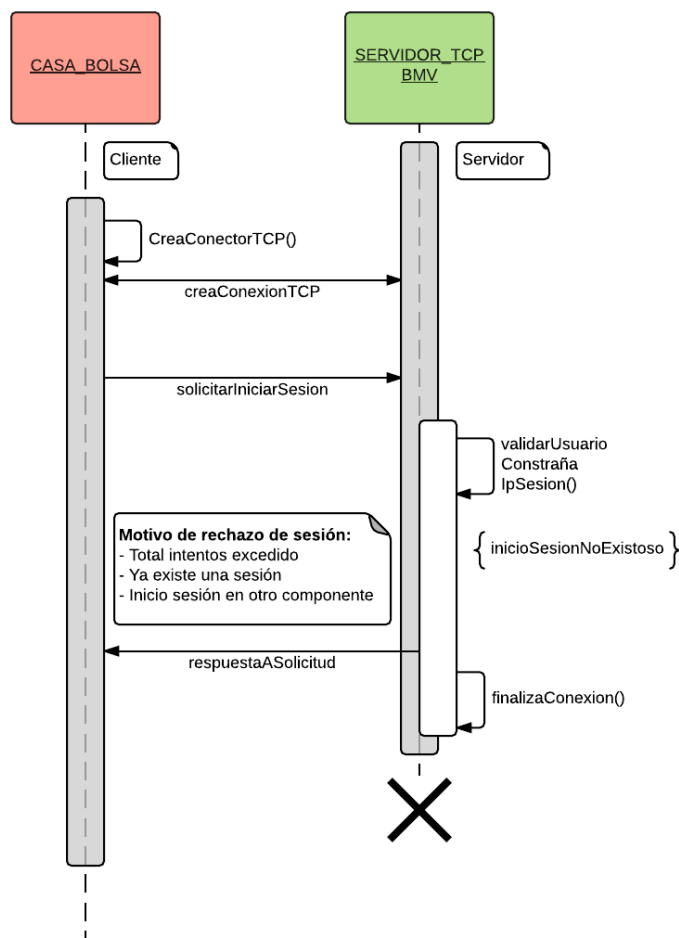 CASA_BOLSA
SERVIDOR_TCP
BMV
Cliente
Servidor
CreaConectorTCP()
creaConexionTCP
solicitarIniciarSesion
validarUsuario
Constraña
IpSesion()
Motivo de rechazo de sesión:
- Total intentos excedido
- Ya existe una sesión
- Inicio sesión en otro componente
{ inicioSesionNoExistoso }
respuestaASolicitud
finalizaConexion()